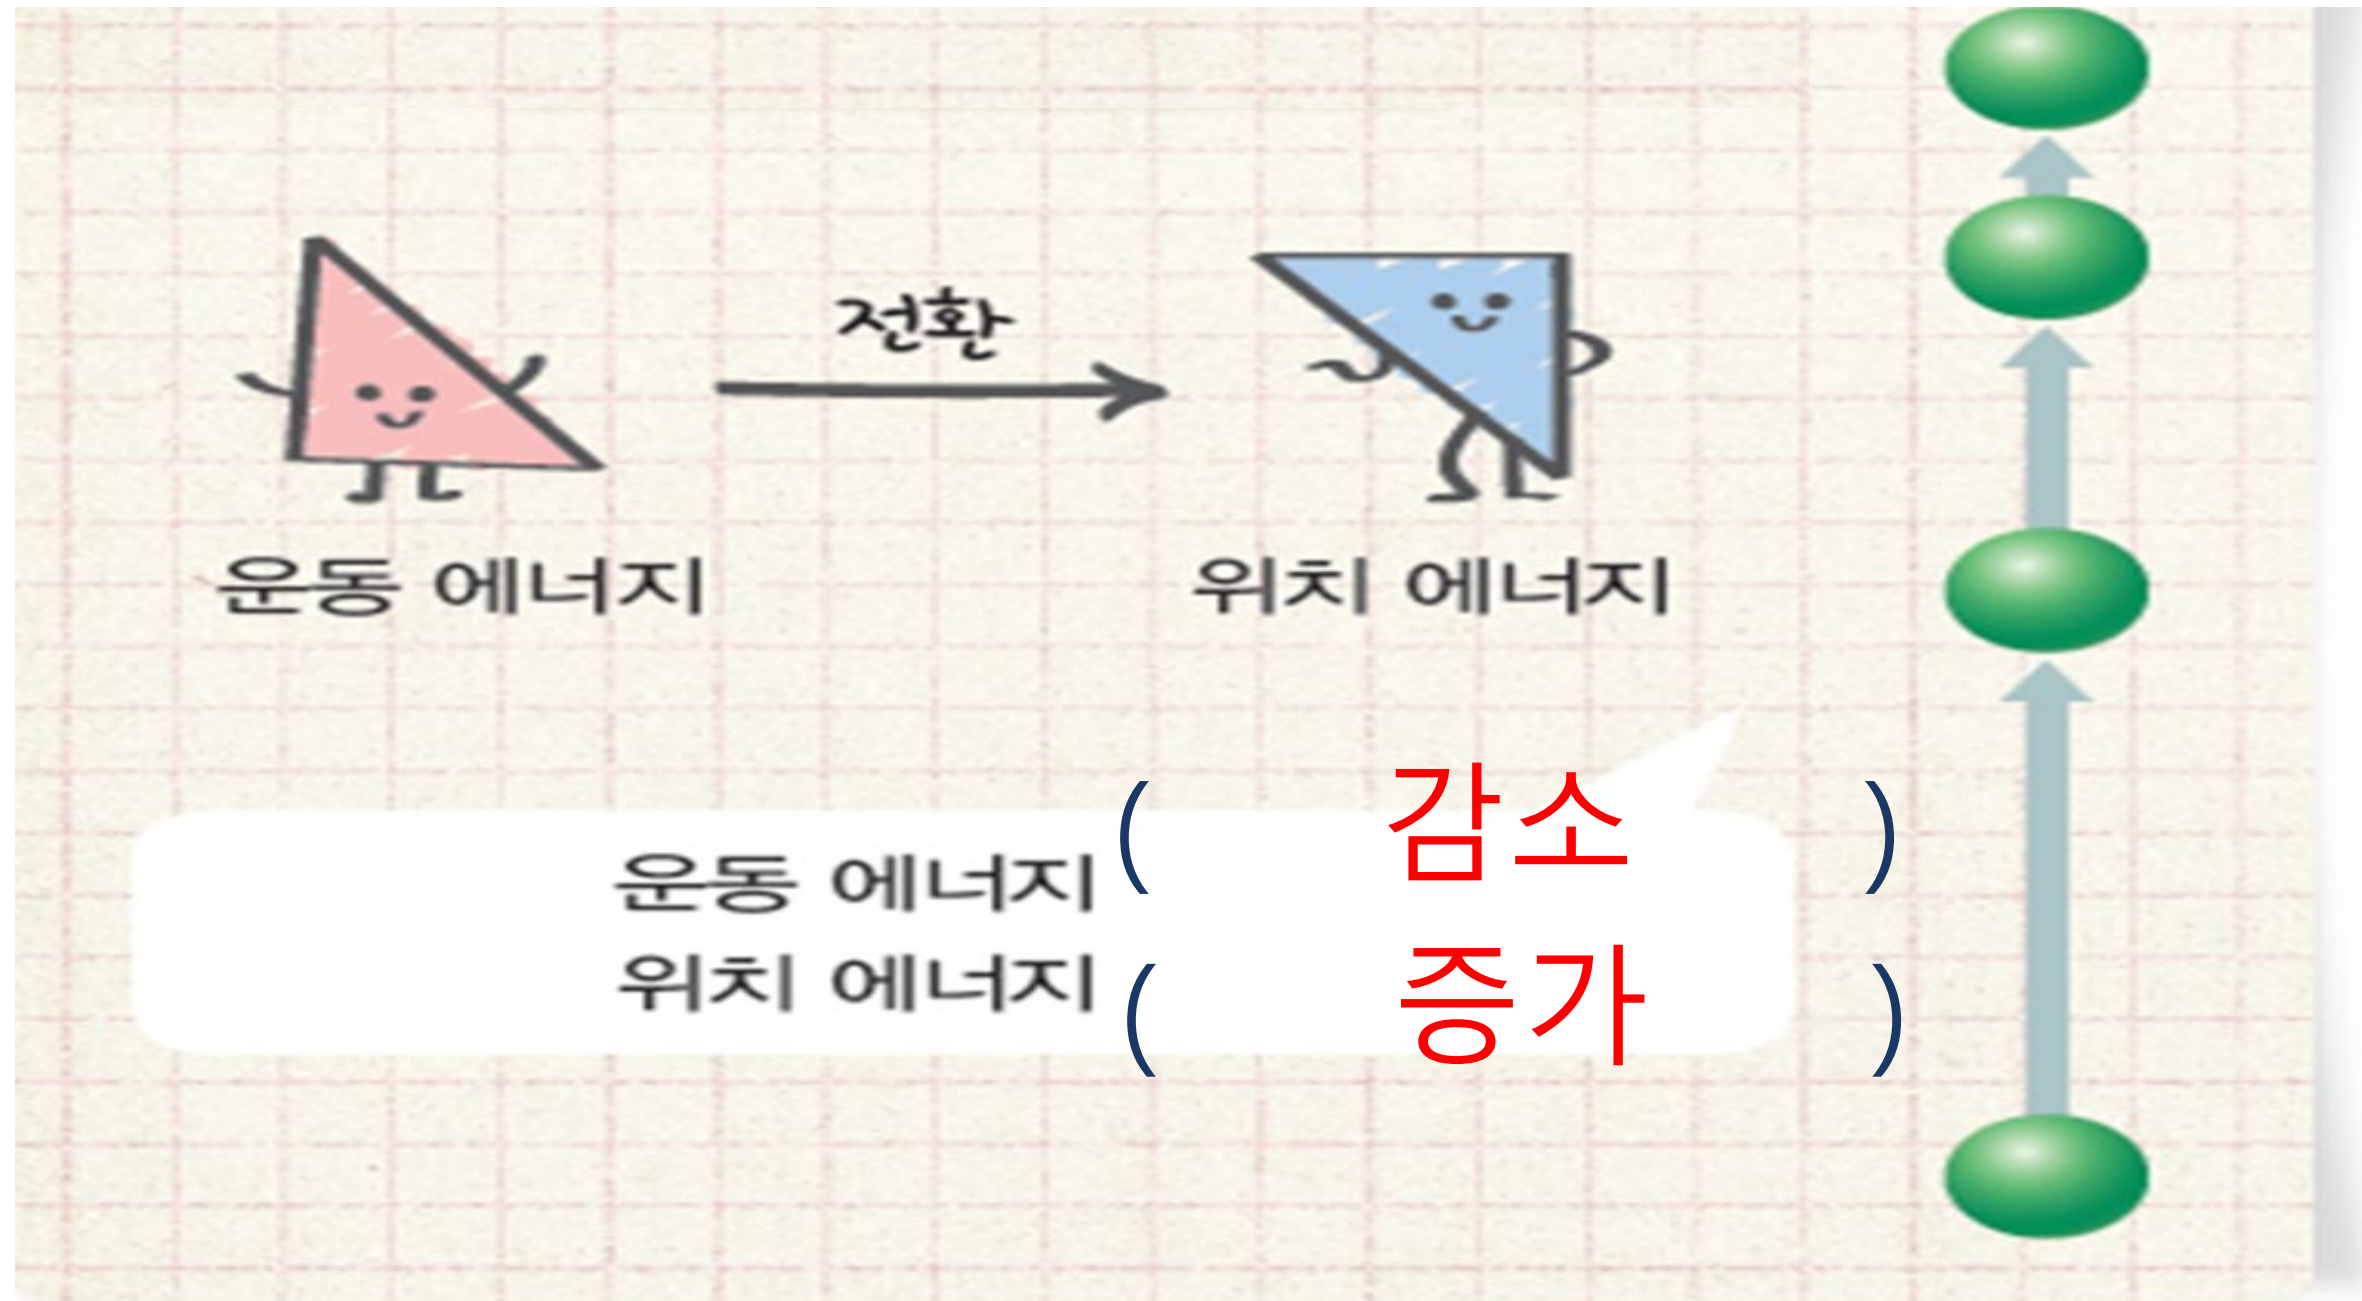 전환
운동 에너지 위치 에너지
운동 에너지 ( 감소 )
위치 에너지 ( 증가 )